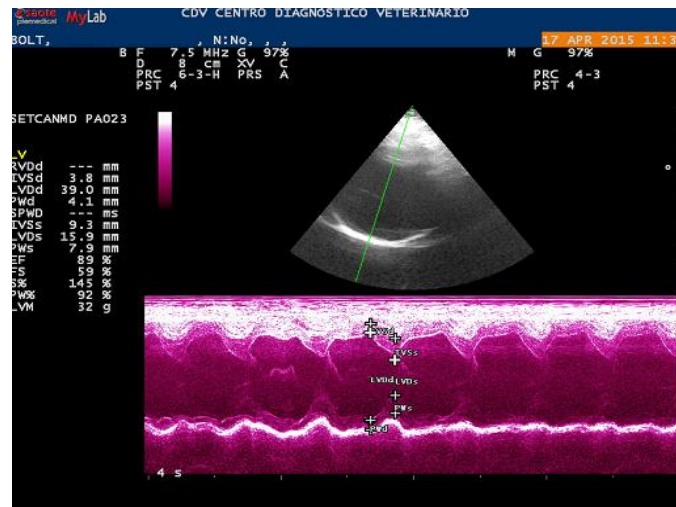 esaote
piemedical MyLab
CDV CENTRO DIAGNOSTICO VETERINARIO
BOLT, , N:No, , ,
17 APR 2015 11:3
B F 7.5 MHz G 97%
D 8 cm XV C
PRC 6-3-H PRS A
PST 4
M G 97%
PRC 4-3
PST 4
SETCANMD PA023
LV
RVDd --- mm
IVSd 3.8 mm
LVDd 39.0 mm
PWd 4.1 mm
SPWD --- ms
IVSs 9.3 mm
LVDs 15.9 mm
PWs 7.9 mm
EF 89 %
FS 59 %
S% 145 %
PW% 92 %
LVM 32 g
IVSs
LVDd LVDs
PWs
PWd
4 s